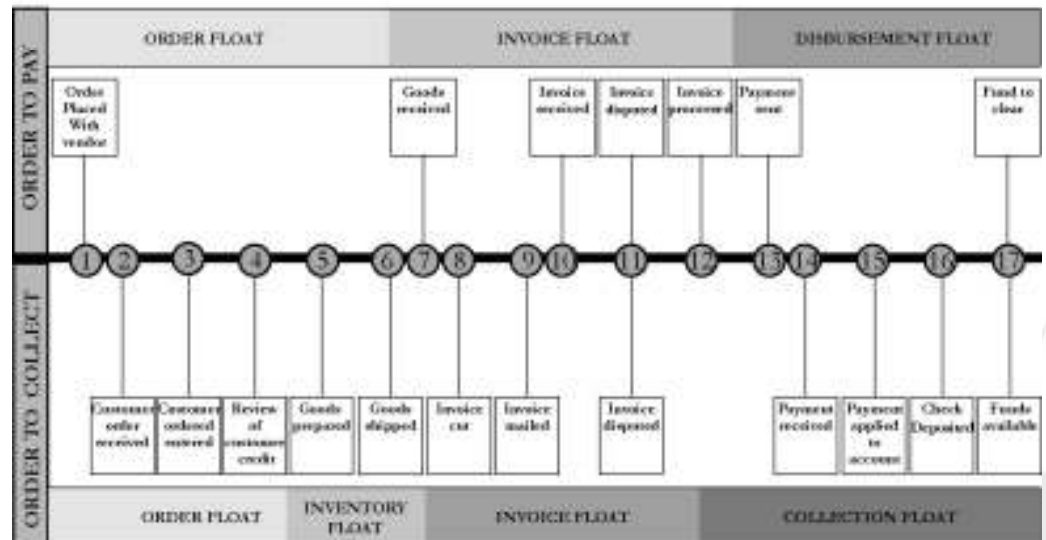 ORDER TO PAY
ORDER FLOAT
INVOICE FLOAT
DISBURSEMENT FLOAT
Order
Placed
With
vendor
Goods
received
Invoice
received
Invoice
disputed
Invoice
processed
Payment
sent
Fund to
clear
1
2
3
4
5
6
7
8
9
10
11
12
13
14
15
16
17
ORDER TO COLLECT
Customer
order
received
Customer
ordered
entered
Review
of
customer
credit
Goods
prepared
Goods
shipped
Invoice
cut
Invoice
mailed
Invoice
disputed
Payment
received
Payment
applied
to
account
Check
Deposited
Funds
available
ORDER FLOAT
INVENTORY
FLOAT
INVOICE FLOAT
COLLECTION FLOAT